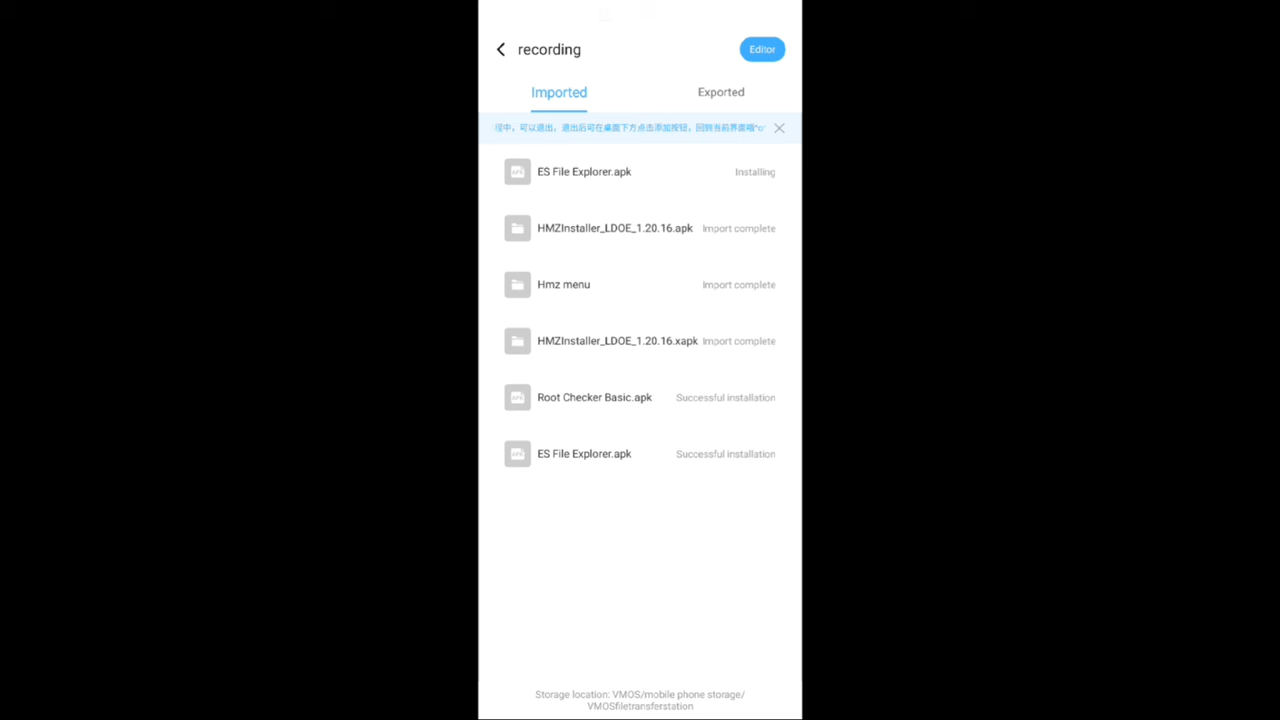 recording
Editor
Imported
Exported
程中，可以退出，退出后可在桌面下方点击添加按钮，回到当前界面哦^o^
ES File Explorer.apk
Installing
HMZInstaller_LDOE_1.20.16.apk
Import complete
Hmz menu
Import complete
HMZInstaller_LDOE_1.20.16.xapk
Import complete
Root Checker Basic.apk
Successful installation
ES File Explorer.apk
Successful installation
Storage location: VMOS/mobile phone storage/
VMOSfiletransferstation